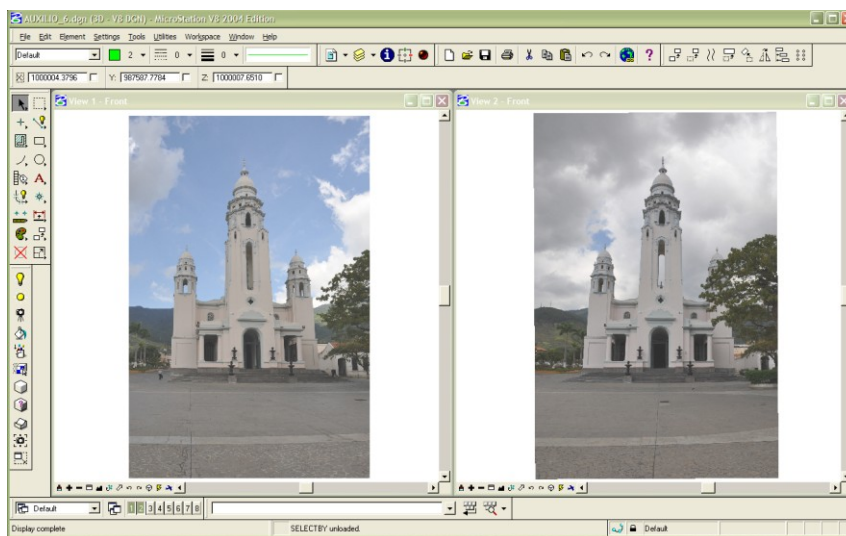 AUXILIO_6.dgn (3D - V8 DGN) - MicroStation V8 2004 Edition
File Edit Element Settings Tools Utilities Workspace Window Help
Default 2 0 0
X: 1000004.3796 Y: 987587.7784 Z: 1000007.6510
View 1 - Front
View 2 - Front
Default 1 2 3 4 5 6 7 8
Display complete SELECTBY unloaded. Default